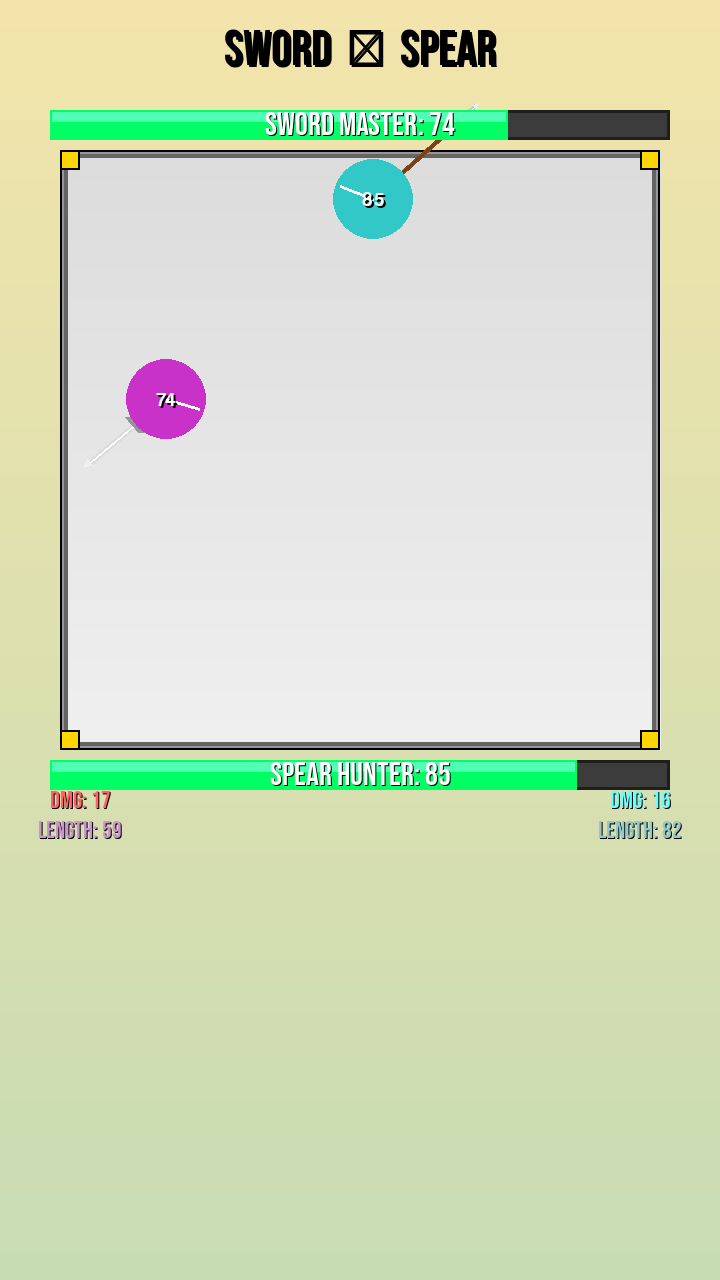 SWORD SPEAR
SWORD MASTER: 74
85
74
SPEAR HUNTER: 85
DMG: 17 DMG: 16
LENGTH: 59 LENGTH: 82